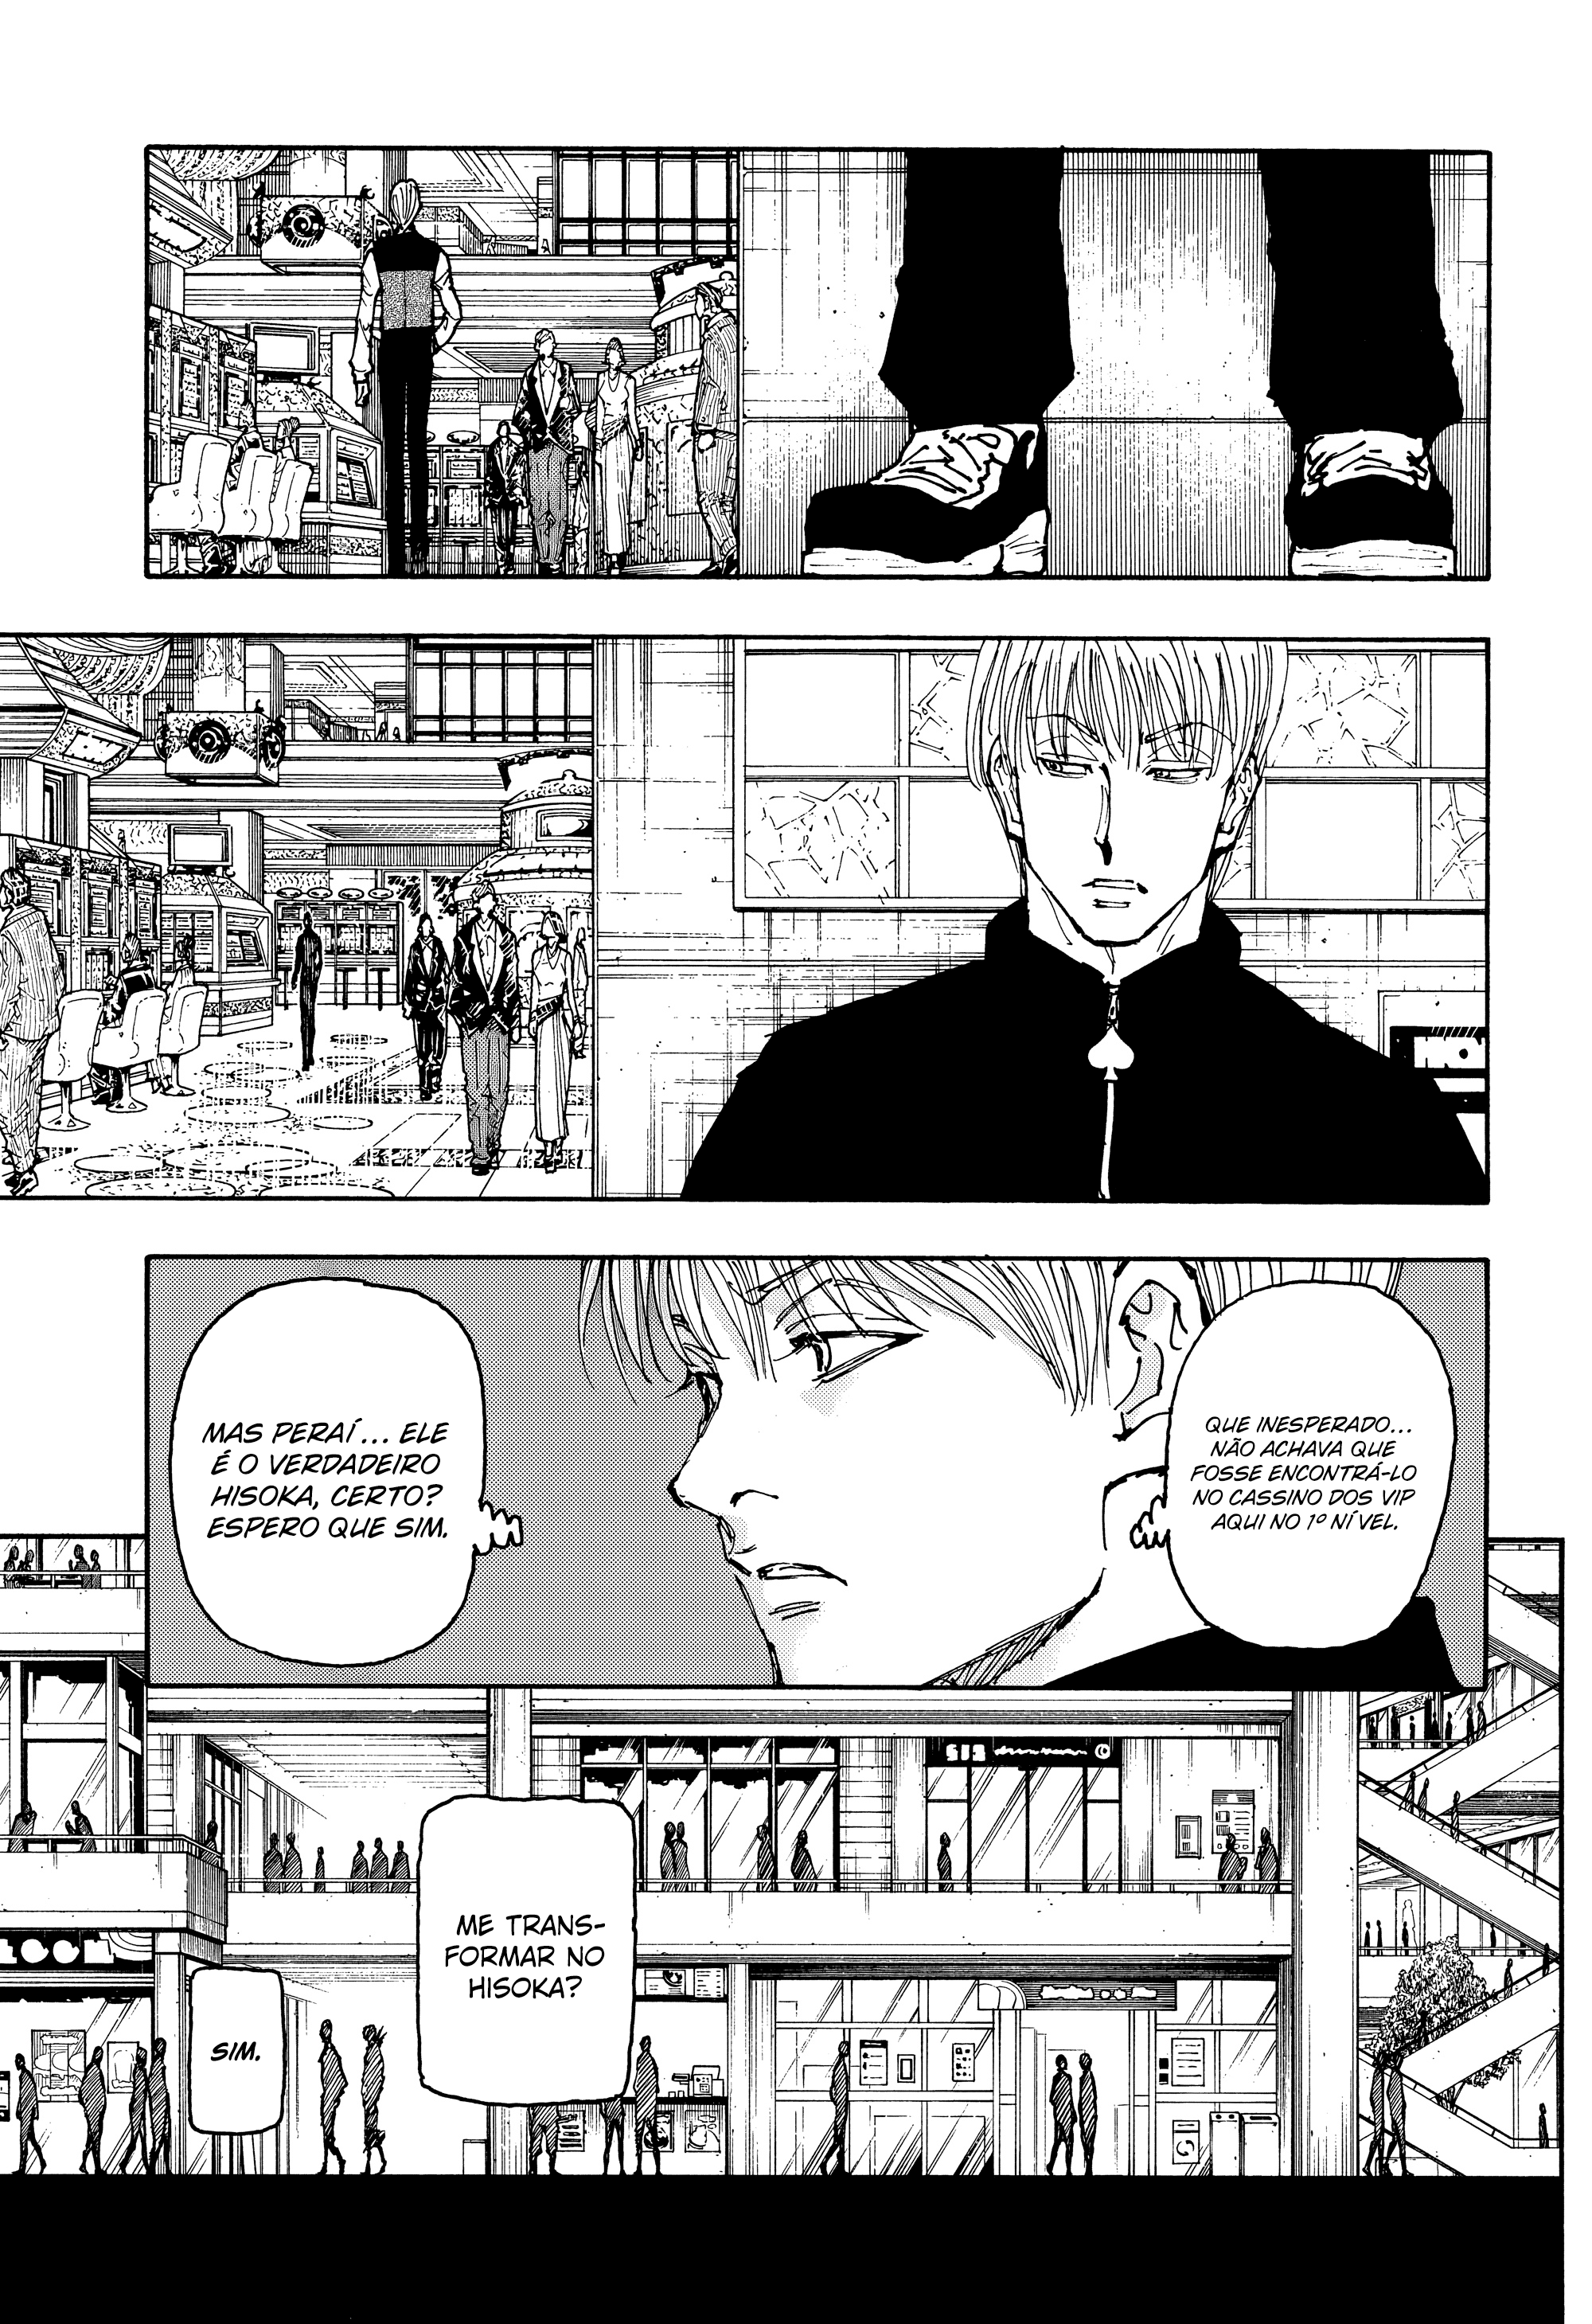 QUE INESPERADO...
NÃO ACHAVA QUE
FOSSE ENCONTRÁ-LO
NO CASSINO DOS VIP
AQUI NO 1º NÍVEL.
MAS PERAÍ... ELE
É O VERDADEIRO
HISOKA, CERTO?
ESPERO QUE SIM.
ME TRANS-
FORMAR NO
HISOKA?
SIM.